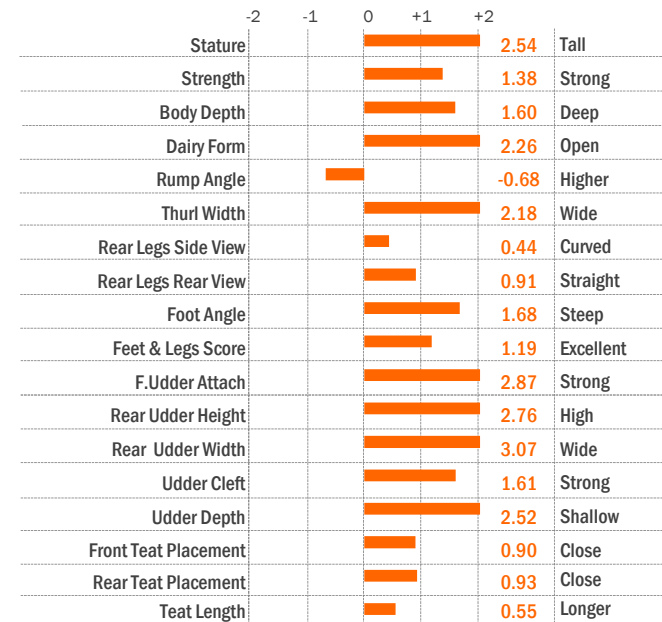 -2 -1 0 +1 +2
Stature 2.54 Tall
Strength 1.38 Strong
Body Depth 1.60 Deep
Dairy Form 2.26 Open
Rump Angle -0.68 Higher
Thurl Width 2.18 Wide
Rear Legs Side View 0.44 Curved
Rear Legs Rear View 0.91 Straight
Foot Angle 1.68 Steep
Feet & Legs Score 1.19 Excellent
F.Udder Attach 2.87 Strong
Rear Udder Height 2.76 High
Rear Udder Width 3.07 Wide
Udder Cleft 1.61 Strong
Udder Depth 2.52 Shallow
Front Teat Placement 0.90 Close
Rear Teat Placement 0.93 Close
Teat Length 0.55 Longer